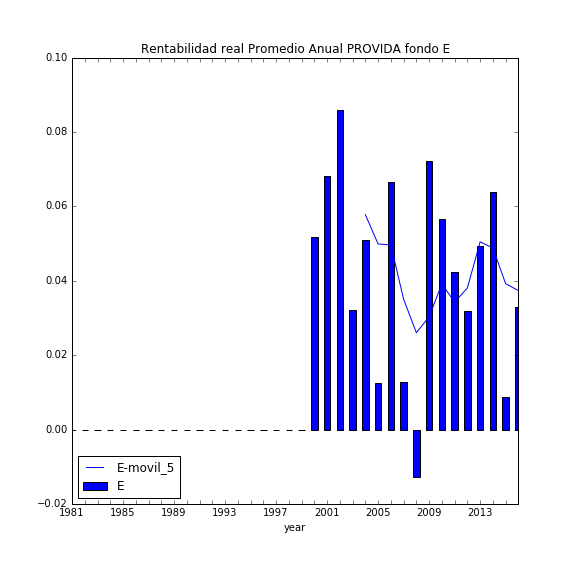 Rentabilidad real Promedio Anual PROVIDA fondo E
0.10
0.08
0.06
0.04
0.02
0.00
−0.02
E-movil_5
E
1981 1985 1989 1993 1997 2001 2005 2009 2013
year